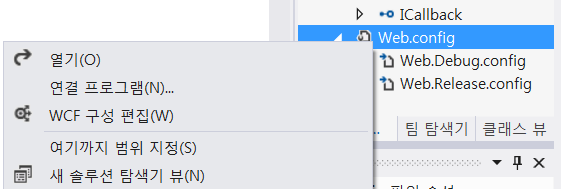 ICallback
Web.config
Web.Debug.config
Web.Release.config
열기(O)
연결 프로그램(N)...
WCF 구성 편집(W)
여기까지 범위 지정(S)
새 솔루션 탐색기 뷰(N)
팀 탐색기
클래스 뷰